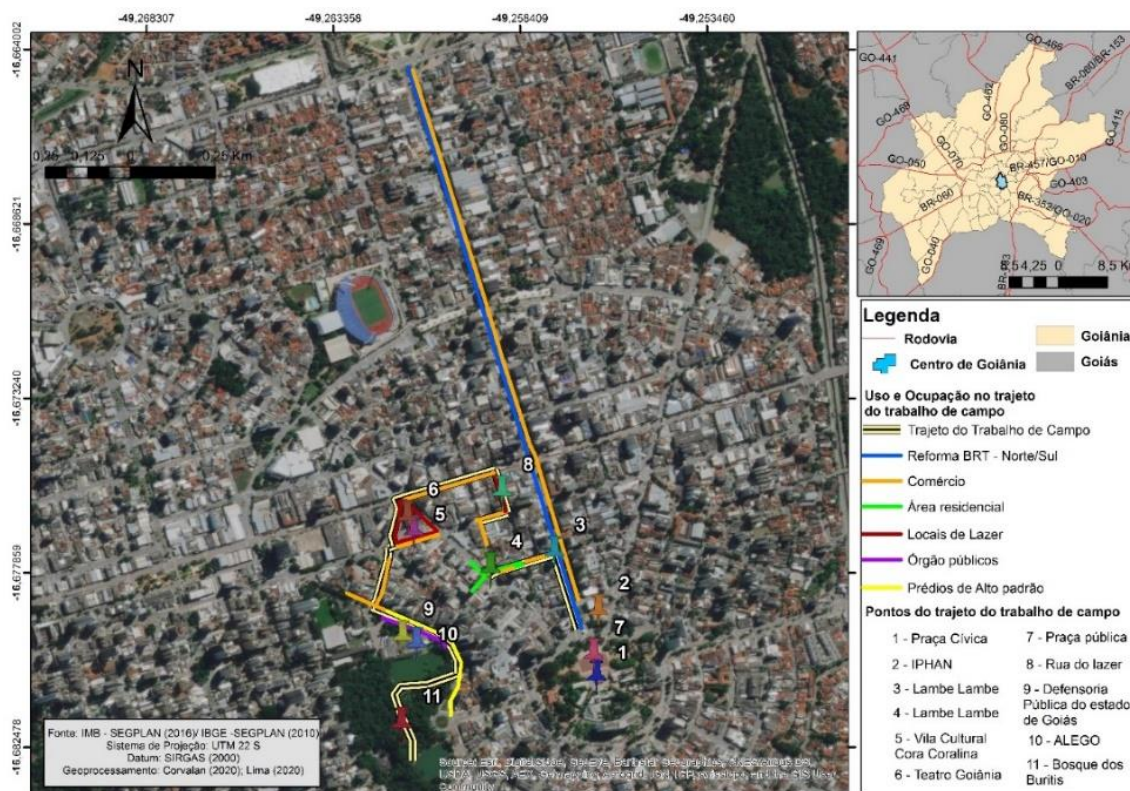 -49,268307
-49,263358
-49,258409
-49,253460
-16,664002
-16,668621
-16,673240
-16,677859
-16,682478
N
0,25 0,125 0 0,25 Km
8
6
5
3
4
2
9
7
10
1
11
Fonte: IMB - SEGPLAN (2016)/ IBGE -SEGPLAN (2010)
Sistema de Projeção: UTM 22 S
Datum: SIRGAS (2000)
Geoprocessamento: Corvalan (2020); Lima (2020)
Community
GO-466
GO-441
BR-060/BR-153
GO-462
GO-469
GO-080
GO-415
GO-070
GO-050
BR-457/GO-010
GO-403
BR-060
BR-352/GO-020
GO-469
GO-040
8,5 4,25 0 8,5 K
Legenda
Rodovia
Goiânia
Centro de Goiânia
Goiás
Uso e Ocupação no trajeto
do trabalho de campo
Trajeto do Trabalho de Campo
Reforma BRT - Norte/Sul
Comércio
Área residencial
Locais de Lazer
Órgão públicos
Prédios de Alto padrão
Pontos do trajeto do trabalho de campo
1 - Praça Cívica
2 - IPHAN
3 - Lambe Lambe
4 - Lambe Lambe
5 - Vila Cultural
Cora Coralina
6 - Teatro Goiânia
7 - Praça pública
8 - Rua do lazer
9 - Defensoria
Pública do estado
de Goiás
10 - ALEGO
11 - Bosque dos
Buritis